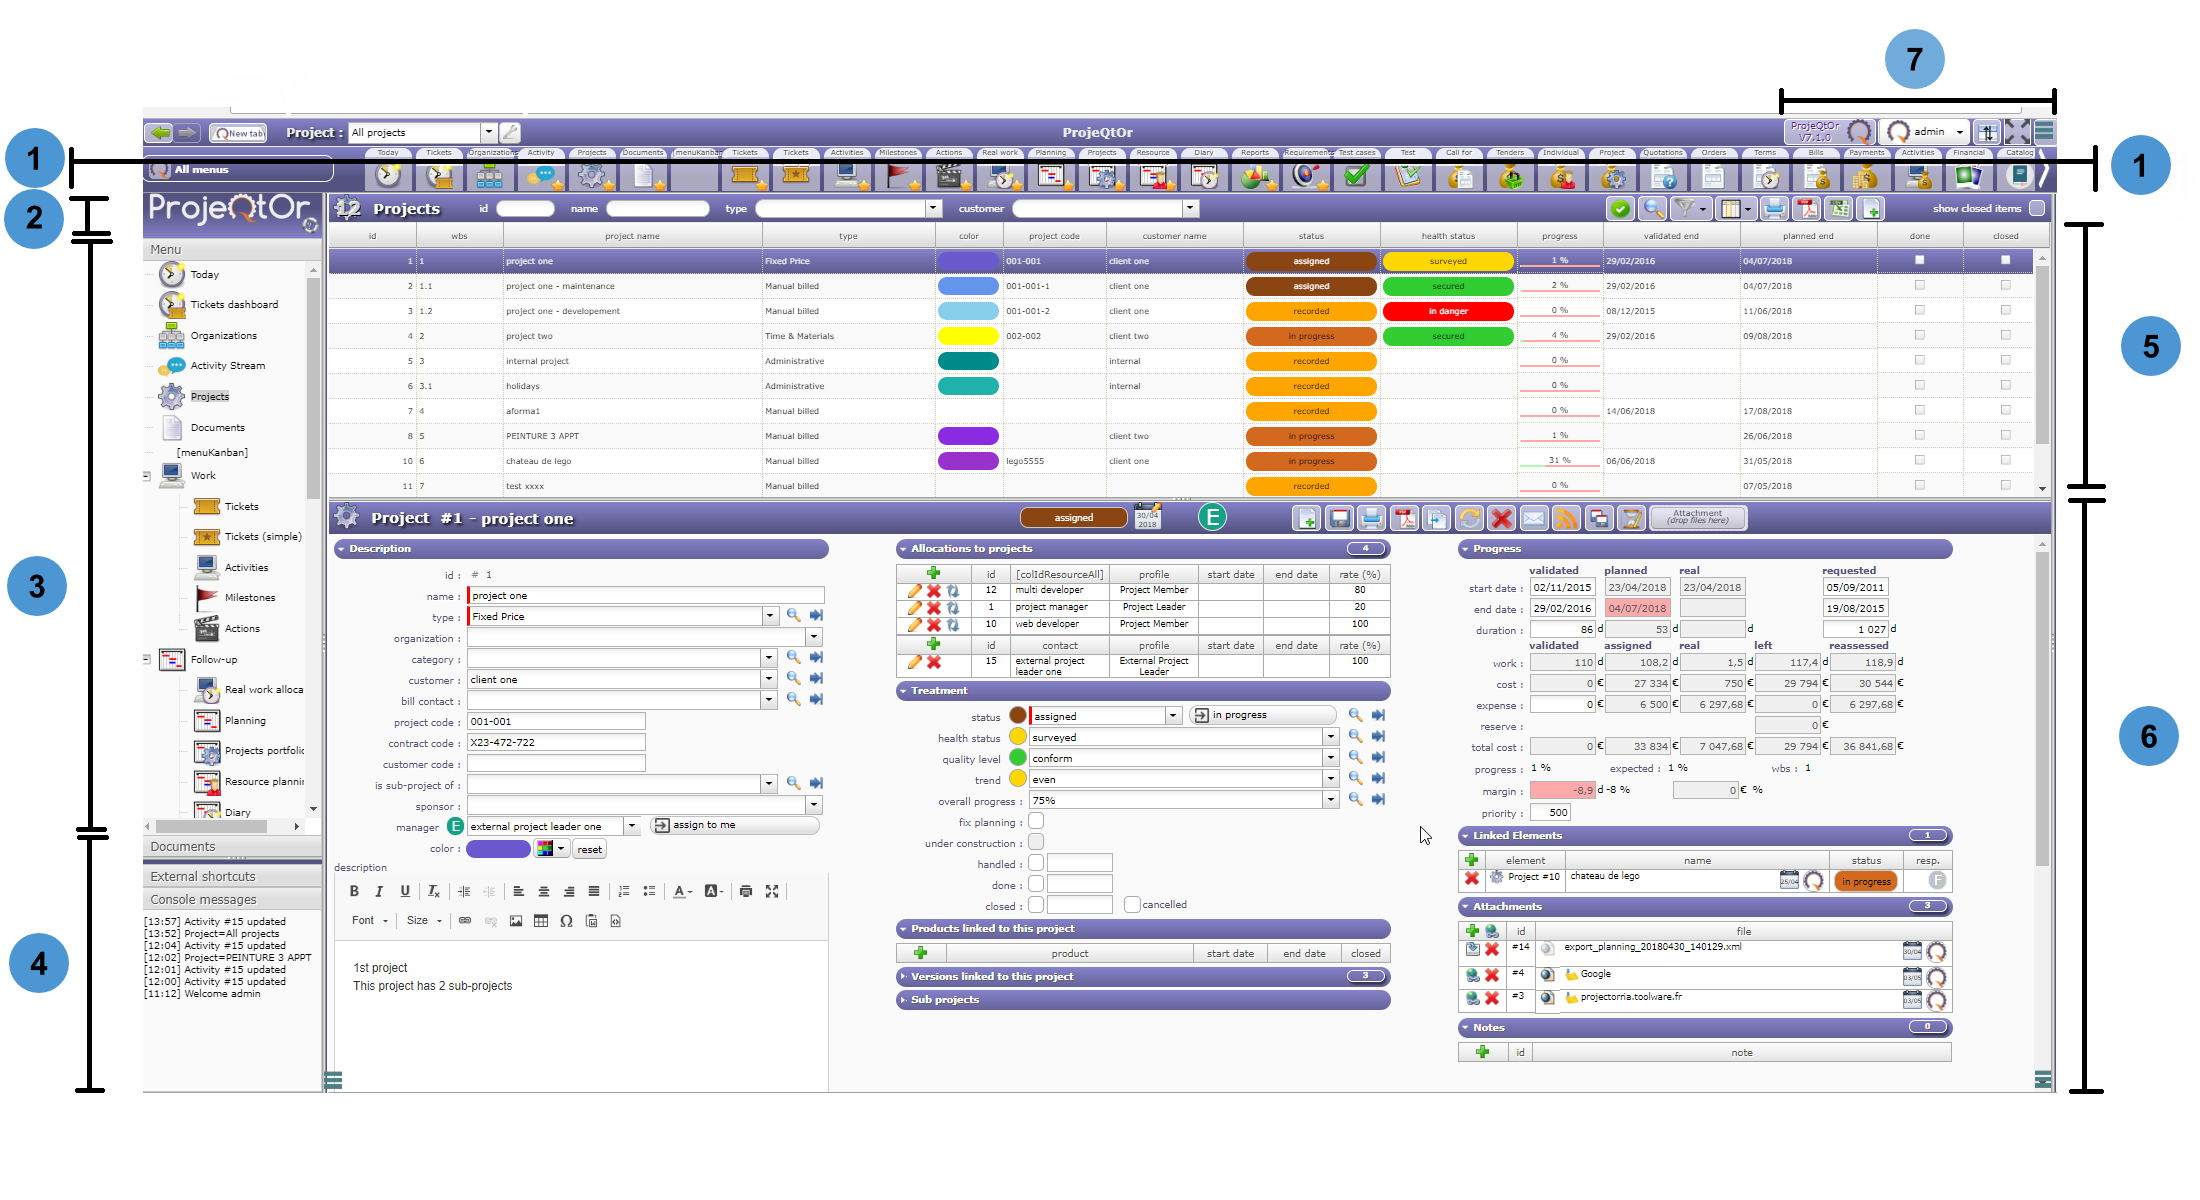 7
New tab
Project : All projects
ProjeQtOr
ProjeQtOr V7.1.0
admin
1
All menus
Today Tickets Organizations Activity Projects Documents [menuKanban Tickets Tickets Activities Milestones Actions Real work Planning Projects Resource Diary Reports Requirements Test cases Test Call for Tenders Individual Project Quotations Orders Terms Bills Payments Activities Financial Catalog
1
2
ProjeQtOr
12 Projects id name type customer show closed items
id wbs project name type color project code customer name status health status progress validated end planned end done closed
1 1 project one Fixed Price 001-001 client one assigned surveyed 1 % 29/02/2016 04/07/2018
2 1.1 project one - maintenance Manual billed 001-001-1 client one assigned secured 2 % 29/02/2016 04/07/2018
3 1.2 project one - developement Manual billed 001-001-2 client one recorded in danger 0 % 08/12/2015 11/06/2018
4 2 project two Time & Materials 002-002 client two in progress secured 4 % 29/02/2016 09/08/2018
5 3 internal project Administrative internal recorded 0 %
6 3.1 holidays Administrative internal recorded 0 %
7 4 aforma1 Manual billed recorded 0 % 14/06/2018 17/08/2018
8 5 PEINTURE 3 APPT Manual billed client two in progress 1 % 26/06/2018
10 6 chateau de lego Manual billed lego5555 client one in progress 31 % 06/06/2018 31/05/2018
11 7 test xxxx Manual billed recorded 0 % 07/05/2018
5
Menu
Today
Tickets dashboard
Organizations
Activity Stream
Projects
Documents
[menuKanban]
Work
Tickets
Tickets (simple)
Activities
Milestones
Actions
Follow-up
Real work alloca
Planning
Projects portfolic
Resource plannir
Diary
3
Documents
External shortcuts
Console messages
[13:57] Activity #15 updated
[13:52] Project=All projects
[12:04] Activity #15 updated
[12:02] Project=PEINTURE 3 APPT
[12:01] Activity #15 updated
[12:00] Activity #15 updated
[11:12] Welcome admin
4
Project #1 - project one
assigned
30/04 2018
E
Attachment
(drop files here)
Description
id : # 1
name : project one
type : Fixed Price
organization :
category :
customer : client one
bill contact :
project code : 001-001
contract code : X23-472-722
customer code :
is sub-project of :
sponsor :
manager E external project leader one assign to me
color : reset
description
B I U Tx
Font Size
1st project
This project has 2 sub-projects
Allocations to projects 4
id [colIdResourceAll] profile start date end date rate (%)
12 multi developer Project Member 80
1 project manager Project Leader 20
10 web developer Project Member 100
id contact profile start date end date rate (%)
15 external project leader one External Project Leader 100
Treatment
status assigned in progress
health status surveyed
quality level conform
trend even
overall progress : 75%
fix planning :
under construction :
handled :
done :
closed : cancelled
Products linked to this project
product start date end date closed
Versions linked to this project 3
Sub projects
Progress
validated planned real requested
start date : 02/11/2015 23/04/2018 23/04/2018 05/09/2011
end date : 29/02/2016 04/07/2018 19/08/2015
duration : 86 d 53 d d 1 027 d
validated assigned real left reassessed
work : 110 d 108,2 d 1,5 d 117,4 d 118,9 d
cost : 0 € 27 334 € 750 € 29 794 € 30 544 €
expense : 0 € 6 500 € 6 297,68 € 0 € 6 297,68 €
reserve : 0 €
total cost : 0 € 33 834 € 7 047,68 € 29 794 € 36 841,68 €
progress : 1 % expected : 1 % wbs : 1
margin : -8,9 d -8 % 0 € %
priority : 500
Linked Elements 1
element name status resp.
Project #10 chateau de lego 25/04 in progress F
Attachments 3
id file
#14 export_planning_20180430_140129.xml 30/04
#4 Google 03/05
#3 projectorria.toolware.fr 03/05
Notes 0
id note
6